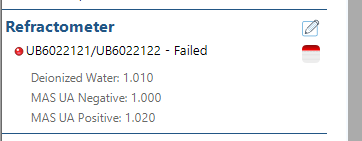 Refractometer
UB6022121/UB6022122 - Failed
Deionized Water: 1.010
MAS UA Negative: 1.000
MAS UA Positive: 1.020